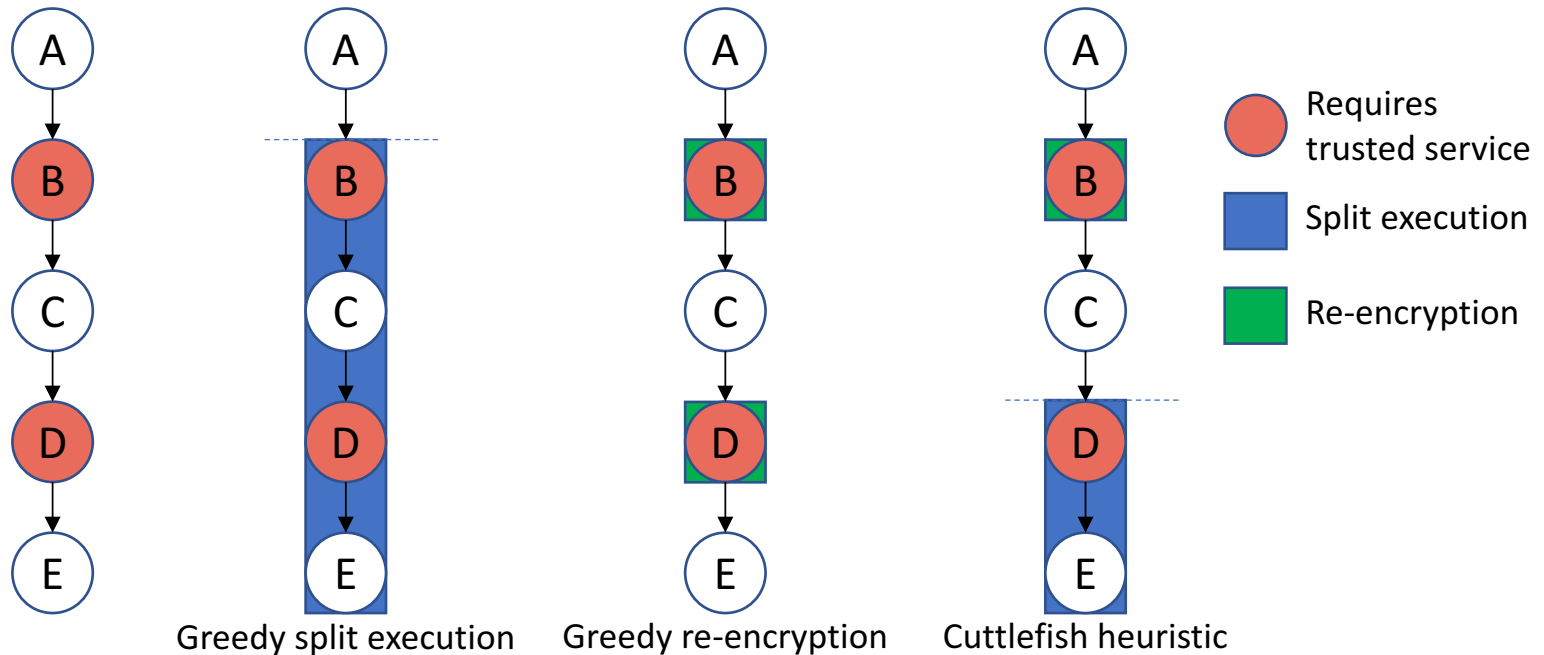 A
B
C
D
E
A
B
C
D
E
Greedy split execution
A
B
C
D
E
Greedy re-encryption
A
B
C
D
E
Cuttlefish heuristic
Requires
trusted service
Split execution
Re-encryption